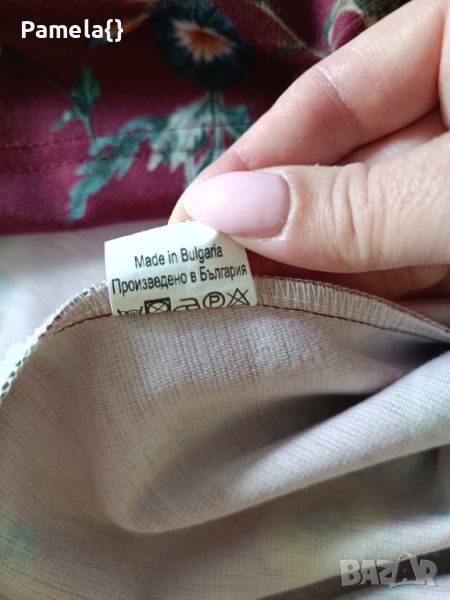 Pamela{}
Made in Bulgaria
Произведено в България
P
BAZAR